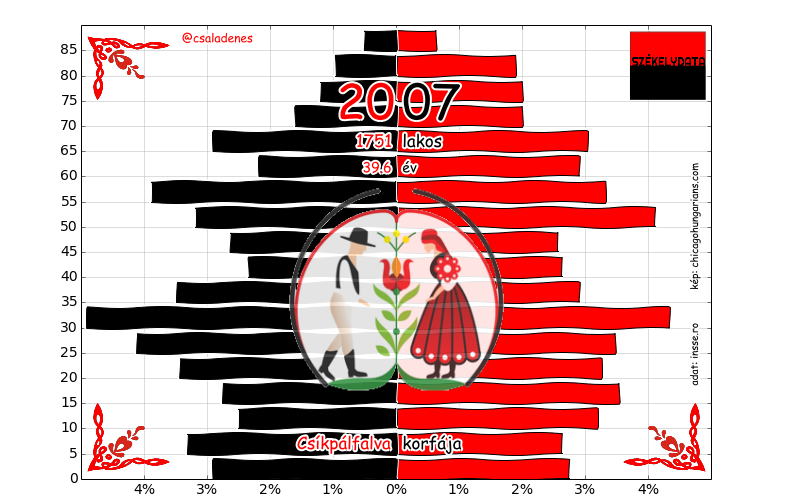 @csaladenes
SZÉKELYDATA
2007
1751 lakos
39.6 év
Csíkpálfalva korfája
kép: chicagohungarians.com
adat: insse.ro
85
80
75
70
65
60
55
50
45
40
35
30
25
20
15
10
5
0
4% 3% 2% 1% 0% 1% 2% 3% 4%